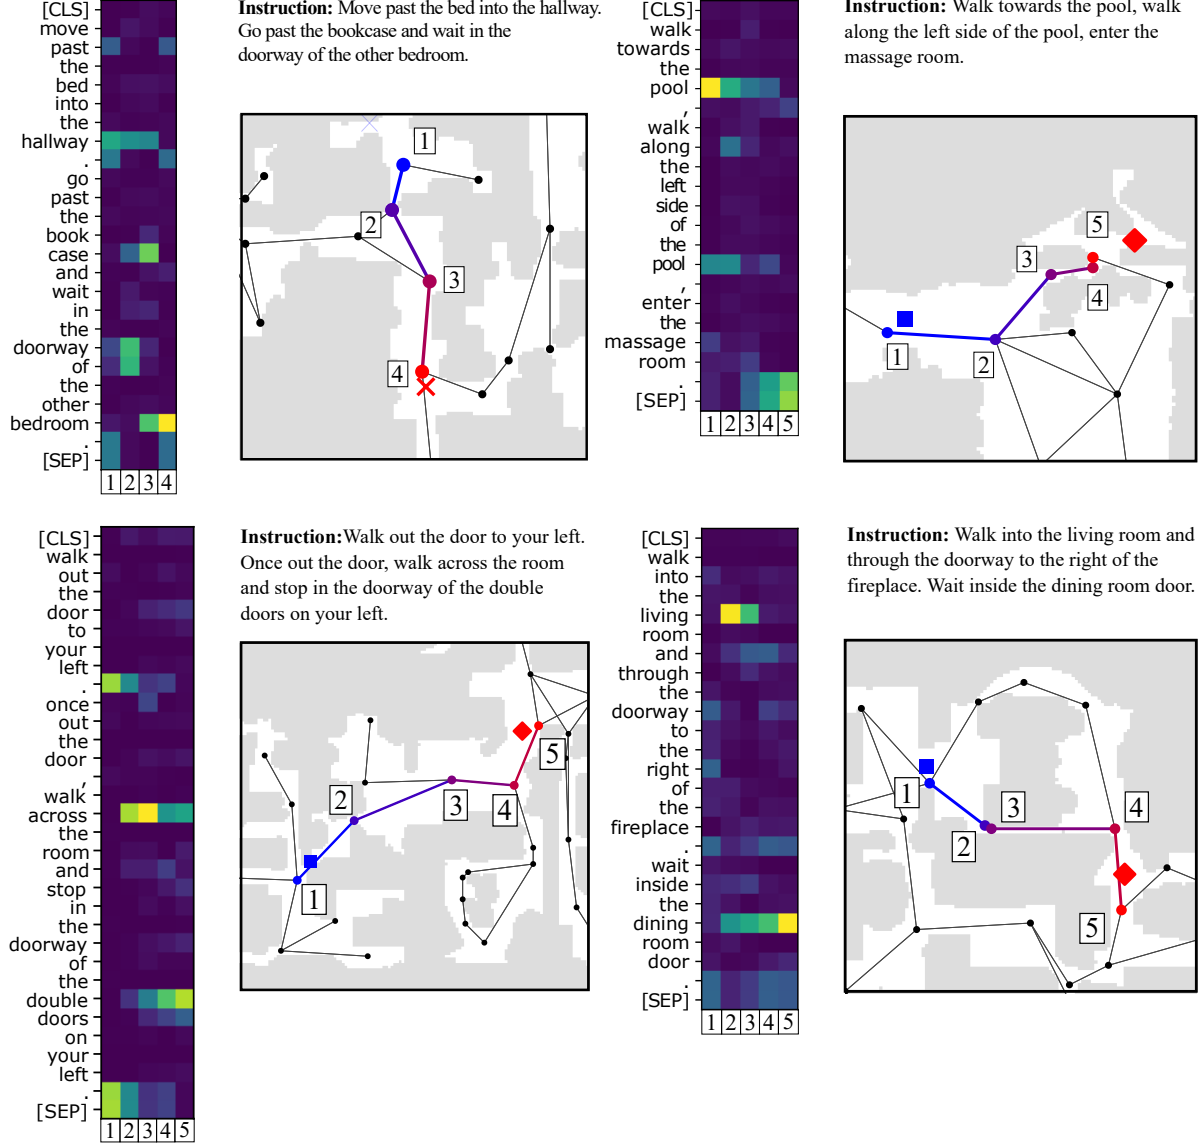 [CLS]
move
past
the
bed
into
the
hallway
.
go
past
the
book
case
and
wait
in
the
doorway
of
the
other
bedroom
.
[SEP]
1 2 3 4
Instruction: Move past the bed into the hallway.
Go past the bookcase and wait in the
doorway of the other bedroom.
1
2
3
4
[CLS]
walk
towards
the
pool
,
walk
along
the
left
side
of
the
pool
,
enter
the
massage
room
.
[SEP]
1 2 3 4 5
Instruction: Walk towards the pool, walk
along the left side of the pool, enter the
massage room.
5
3
4
1
2
[CLS]
walk
out
the
door
to
your
left
.
once
out
the
door
,
walk
across
the
room
and
stop
in
the
doorway
of
the
double
doors
on
your
left
.
[SEP]
1 2 3 4 5
Instruction:Walk out the door to your left.
Once out the door, walk across the room
and stop in the doorway of the double
doors on your left.
5
2
3
4
1
[CLS]
walk
into
the
living
room
and
through
the
doorway
to
the
right
of
the
fireplace
.
wait
inside
the
dining
room
door
.
[SEP]
1 2 3 4 5
Instruction: Walk into the living room and
through the doorway to the right of the
fireplace. Wait inside the dining room door.
1
3
4
2
5